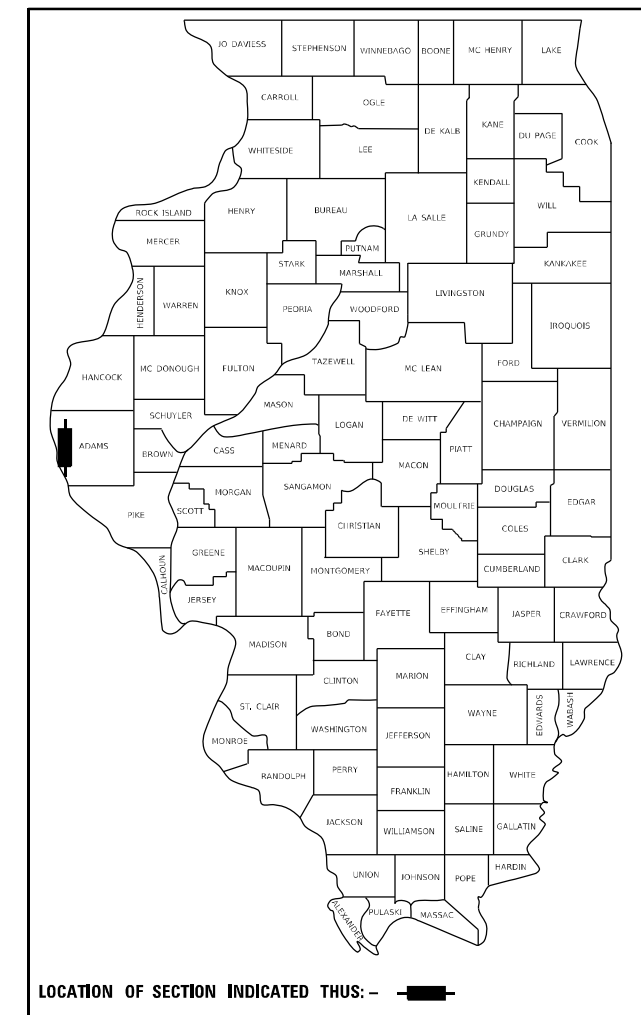 JO DAVIESS STEPHENSON WINNEBAGO BOONE MC HENRY LAKE
CARROLL OGLE DE KALB KANE DU PAGE COOK
WHITESIDE LEE
KENDALL WILL
ROCK ISLAND HENRY BUREAU LA SALLE
MERCER PUTNAM GRUNDY
STARK MARSHALL KANKAKEE
HENDERSON WARREN KNOX PEORIA WOODFORD LIVINGSTON
IROQUOIS
HANCOCK MC DONOUGH FULTON TAZEWELL MC LEAN FORD
MASON
SCHUYLER LOGAN DE WITT CHAMPAIGN VERMILION
ADAMS BROWN CASS MENARD PIATT
MACON
MORGAN SANGAMON DOUGLAS EDGAR
PIKE SCOTT MOULTRIE
CHRISTIAN COLES
GREENE SHELBY
CALHOUN MACOUPIN MONTGOMERY CUMBERLAND CLARK
JERSEY
FAYETTE EFFINGHAM JASPER CRAWFORD
MADISON BOND
CLAY RICHLAND LAWRENCE
CLINTON MARION
ST. CLAIR WAYNE EDWARDS WABASH
WASHINGTON JEFFERSON
MONROE
RANDOLPH PERRY HAMILTON WHITE
FRANKLIN
JACKSON WILLIAMSON SALINE GALLATIN
HARDIN
UNION JOHNSON POPE
ALEXANDER PULASKI MASSAC
LOCATION OF SECTION INDICATED THUS: –